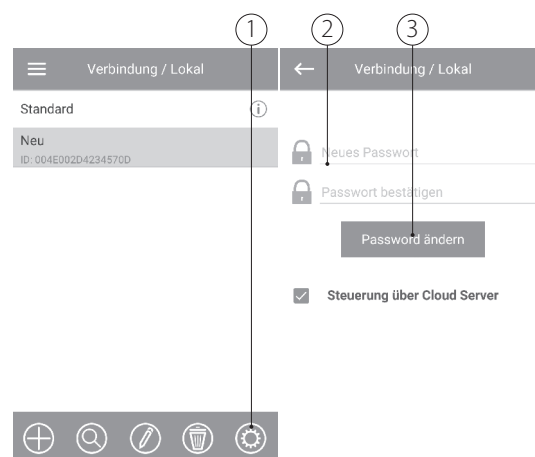 1
2
3
Verbindung / Lokal
Standard
i
Neu
ID: 004E002D4234570D
Verbindung / Lokal
Neues Passwort
Passwort bestätigen
Password ändern
Steuerung über Cloud Server